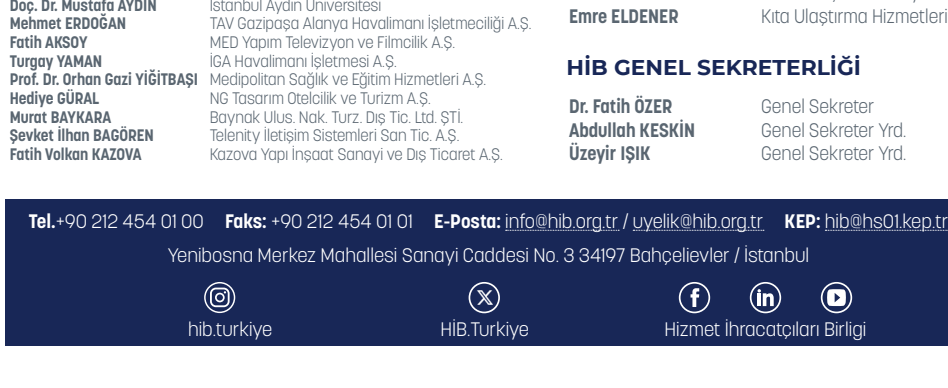 Doç. Dr. Mustafa AYDIN İstanbul Aydın Üniversitesi
Mehmet ERDOĞAN TAV Gazipaşa Alanya Havalimanı İşletmeciliği A.Ş.
Fatih AKSOY MED Yapım Televizyon ve Filmcilik A.Ş.
Turgay YAMAN İGA Havalimanı İşletmesi A.Ş.
Prof. Dr. Orhan Gazi YİĞİTBAŞI Medipolitan Sağlık ve Eğitim Hizmetleri A.Ş.
Hediye GÜRAL NG Tasarım Otelcilik ve Turizm A.Ş.
Murat BAYKARA Baynak Ulus. Nak. Turz. Dış Tic. Ltd. ŞTİ.
Şevket İlhan BAGÖREN Telenity İletişim Sistemleri San Tic. A.Ş.
Fatih Volkan KAZOVA Kazova Yapı İnşaat Sanayi ve Dış Ticaret A.Ş.
Emre ELDENER Kıta Ulaştırma Hizmetleri
HİB GENEL SEKRETERLİĞİ
Dr. Fatih ÖZER Genel Sekreter
Abdullah KESKİN Genel Sekreter Yrd.
Üzeyir IŞIK Genel Sekreter Yrd.
Tel.+90 212 454 01 00 Faks: +90 212 454 01 01 E-Posta: info@hib.org.tr / uyelik@hib.org.tr KEP: hib@hs01.kep.tr
Yenibosna Merkez Mahallesi Sanayi Caddesi No. 3 34197 Bahçelievler / İstanbul
hib.turkiye HİB.Turkiye Hizmet İhracatçıları Birligi